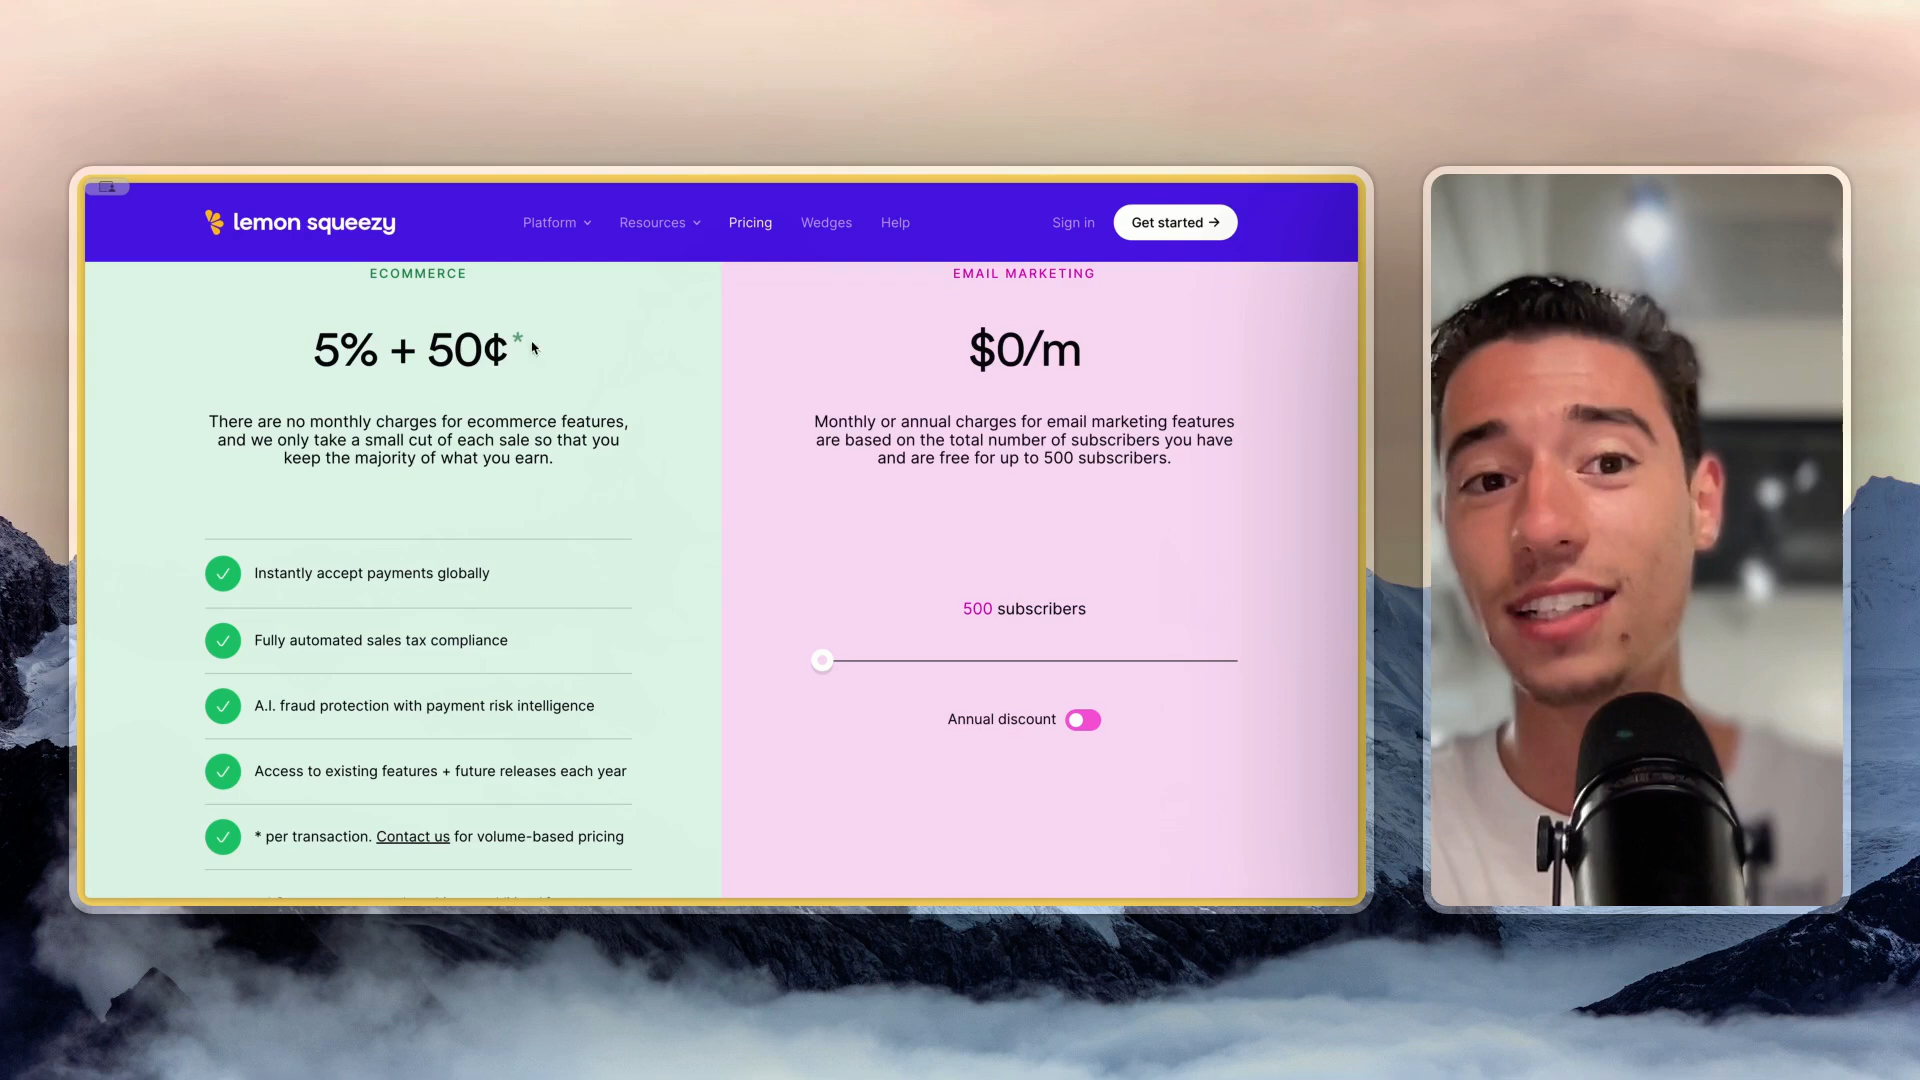 lemon squeezy
Platform
Resources
Pricing
Wedges
Help
Sign in
Get started →
ECOMMERCE
5% + 50¢*
There are no monthly charges for ecommerce features,
and we only take a small cut of each sale so that you
keep the majority of what you earn.
Instantly accept payments globally
Fully automated sales tax compliance
A.I. fraud protection with payment risk intelligence
Access to existing features + future releases each year
* per transaction. Contact us for volume-based pricing
EMAIL MARKETING
$0/m
Monthly or annual charges for email marketing features
are based on the total number of subscribers you have
and are free for up to 500 subscribers.
500 subscribers
Annual discount